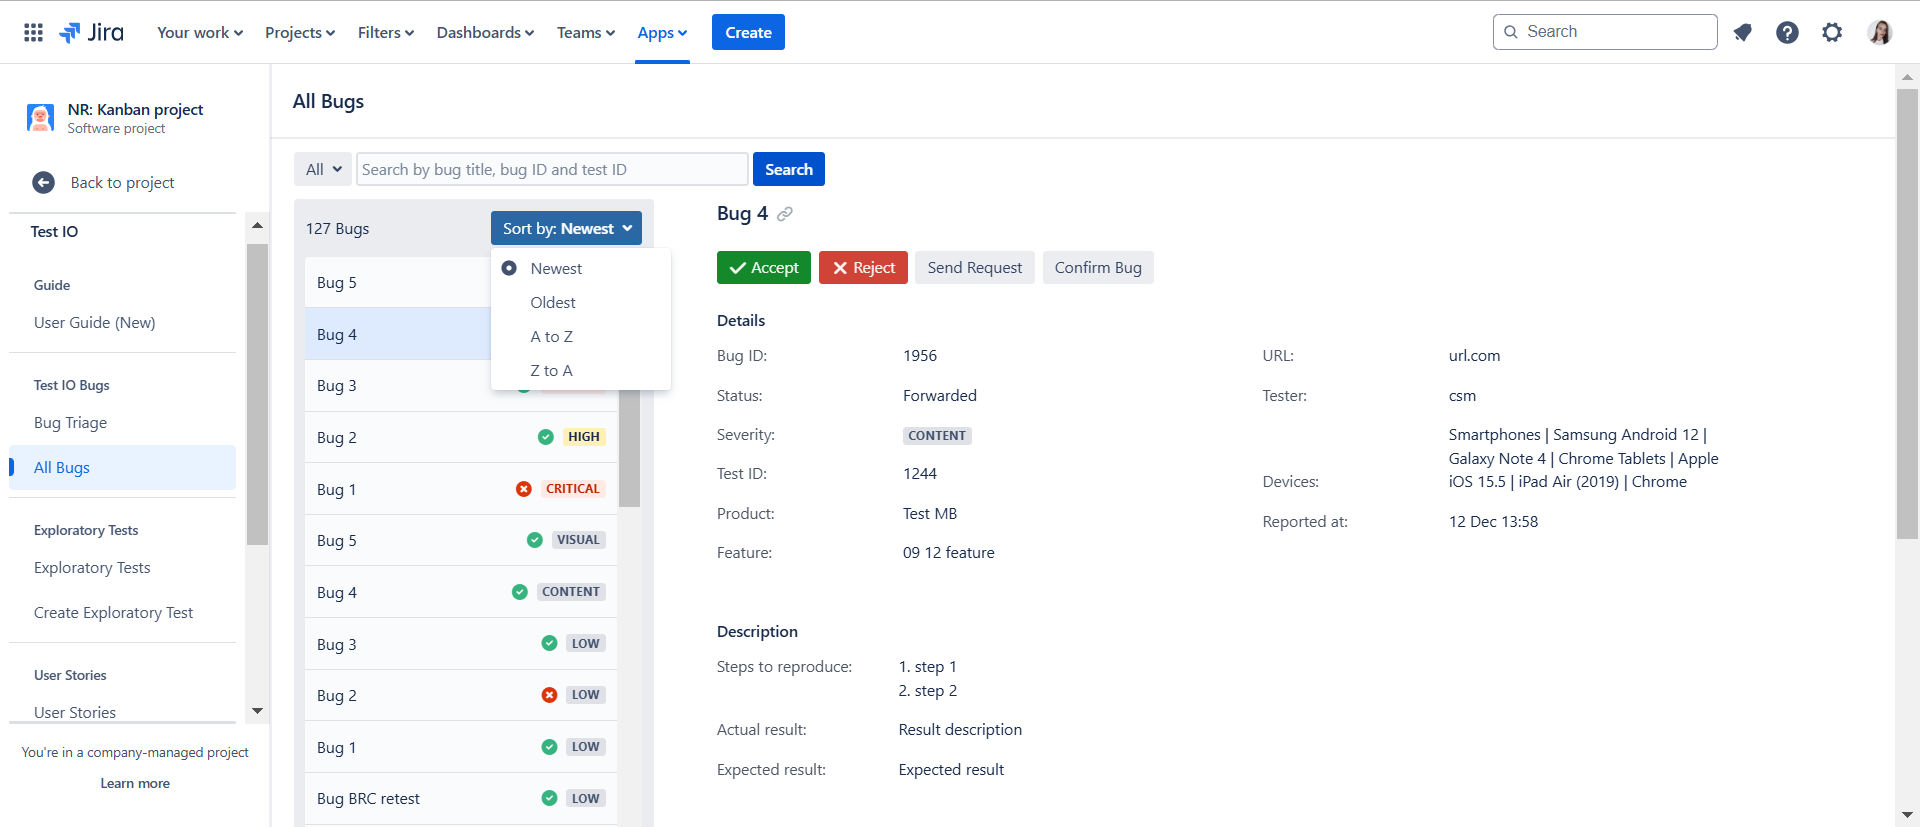 Jira
Your work
Projects
Filters
Dashboards
Teams
Apps
Create
Search
NR: Kanban project
Software project
Back to project
Test IO
Guide
User Guide (New)
Test IO Bugs
Bug Triage
All Bugs
Exploratory Tests
Exploratory Tests
Create Exploratory Test
User Stories
User Stories
You're in a company-managed project
Learn more
All Bugs
All
Search by bug title, bug ID and test ID
Search
127 Bugs
Sort by: Newest
Newest
Oldest
A to Z
Z to A
Bug 5
Bug 4
Bug 3
Bug 2 HIGH
Bug 1 CRITICAL
Bug 5 VISUAL
Bug 4 CONTENT
Bug 3 LOW
Bug 2 LOW
Bug 1 LOW
Bug BRC retest LOW
Bug 4
Accept
Reject
Send Request
Confirm Bug
Details
Bug ID: 1956
Status: Forwarded
Severity: CONTENT
Test ID: 1244
Product: Test MB
Feature: 09 12 feature
URL: url.com
Tester: csm
Smartphones | Samsung Android 12 |
Galaxy Note 4 | Chrome Tablets | Apple
Devices: iOS 15.5 | iPad Air (2019) | Chrome
Reported at: 12 Dec 13:58
Description
Steps to reproduce: 1. step 1
2. step 2
Actual result: Result description
Expected result: Expected result